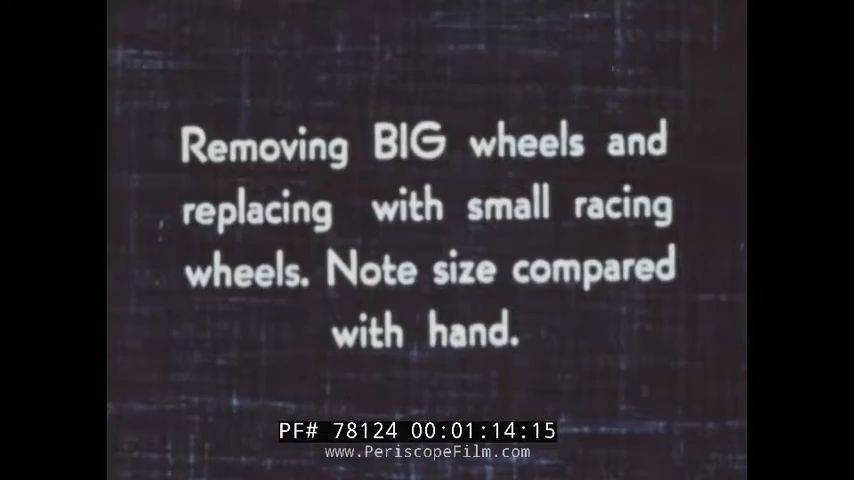 Removing BIG wheels and
replacing with small racing
wheels. Note size compared
with hand.
PF# 78124 00:01:14:15
www.PeriscopeFilm.com